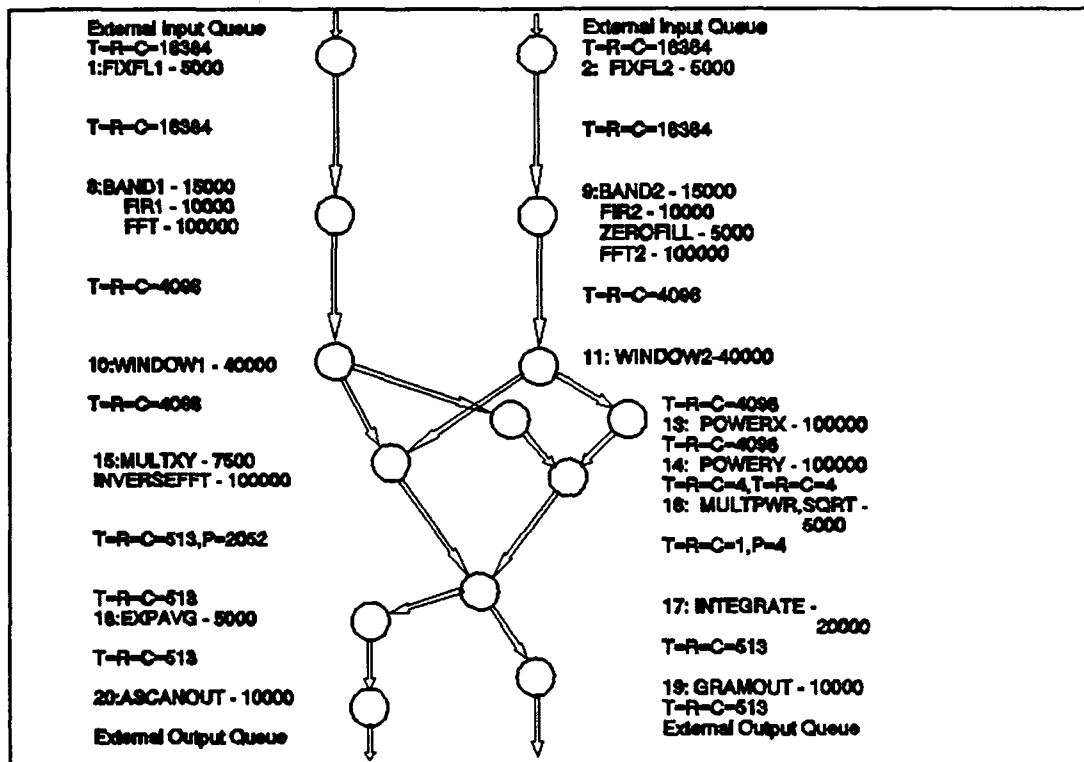 External Input Queue
T=R=C=16384
1:FIXFL1 - 5000
T=R=C=16384
8:BAND1 - 15000
FIR1 - 10000
FFT - 100000
T=R=C=4096
10:WINDOW1 - 40000
T=R=C=4096
15:MULTXY - 7500
INVERSEFFT - 100000
T=R=C=513,P=2052
T=R=C=513
18:EXPAVG - 5000
T=R=C=513
20:ASCANOUT - 10000
External Output Queue
External Input Queue
T=R=C=16384
2: FIXFL2 - 5000
T=R=C=16384
9:BAND2 - 15000
FIR2 - 10000
ZEROFILL - 5000
FFT2 - 100000
T=R=C=4096
11: WINDOW2-40000
T=R=C=4096
13: POWERX - 100000
T=R=C=4096
14: POWERY - 100000
T=R=C=4,T=R=C=4
16: MULTPWR,SQRT -
5000
T=R=C=1,P=4
17: INTEGRATE -
20000
T=R=C=513
19: GRAMOUT - 10000
T=R=C=513
External Output Queue